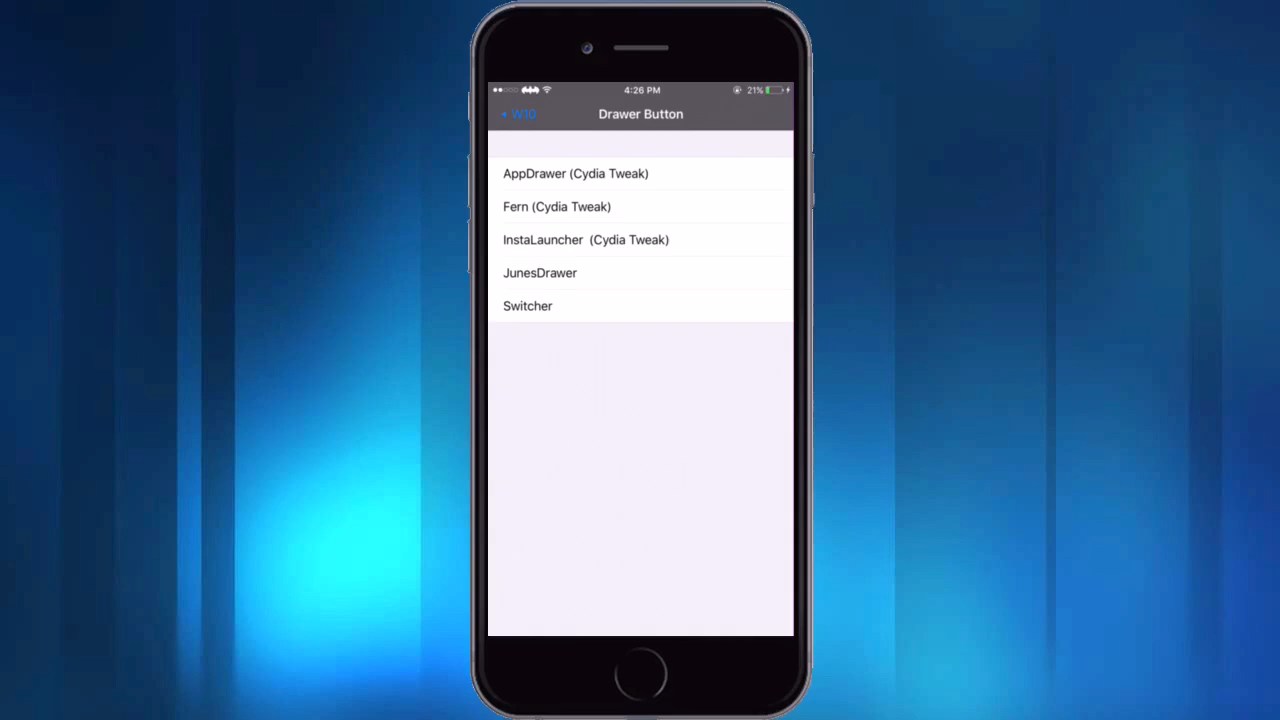 4:26 PM
21%
W10
Drawer Button
AppDrawer (Cydia Tweak)
Fern (Cydia Tweak)
InstaLauncher  (Cydia Tweak)
JunesDrawer
Switcher